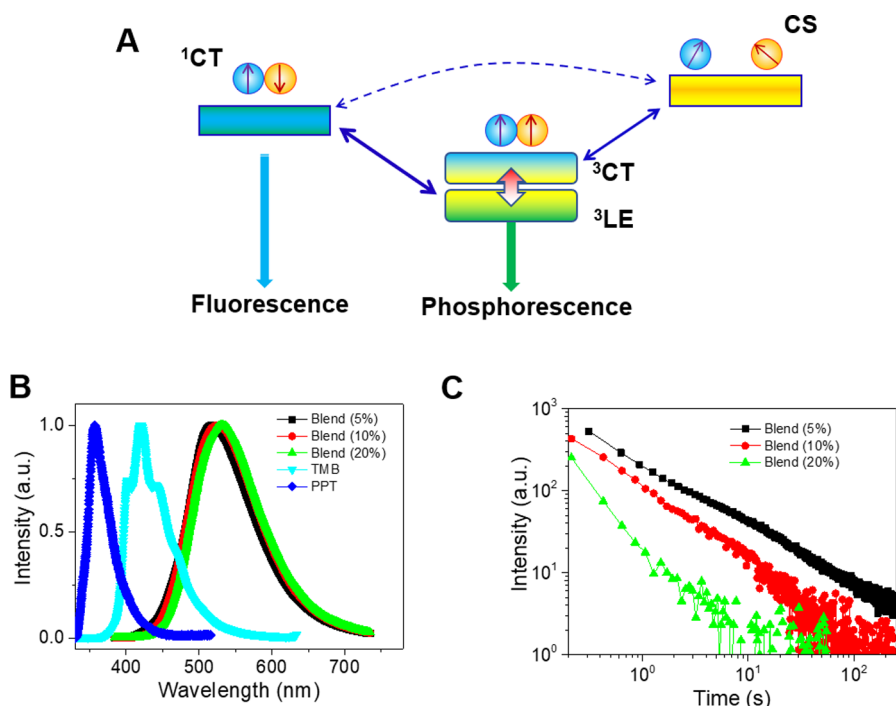 A
¹CT
CS
³CT
³LE
Fluorescence
Phosphorescence
B
Intensity (a.u.)
1.0
0.5
0.0
400
500
600
700
Wavelength (nm)
Blend (5%)
Blend (10%)
Blend (20%)
TMB
PPT
C
Intensity (a.u.)
10³
10²
10¹
10⁰
10⁰
10¹
10²
Time (s)
Blend (5%)
Blend (10%)
Blend (20%)